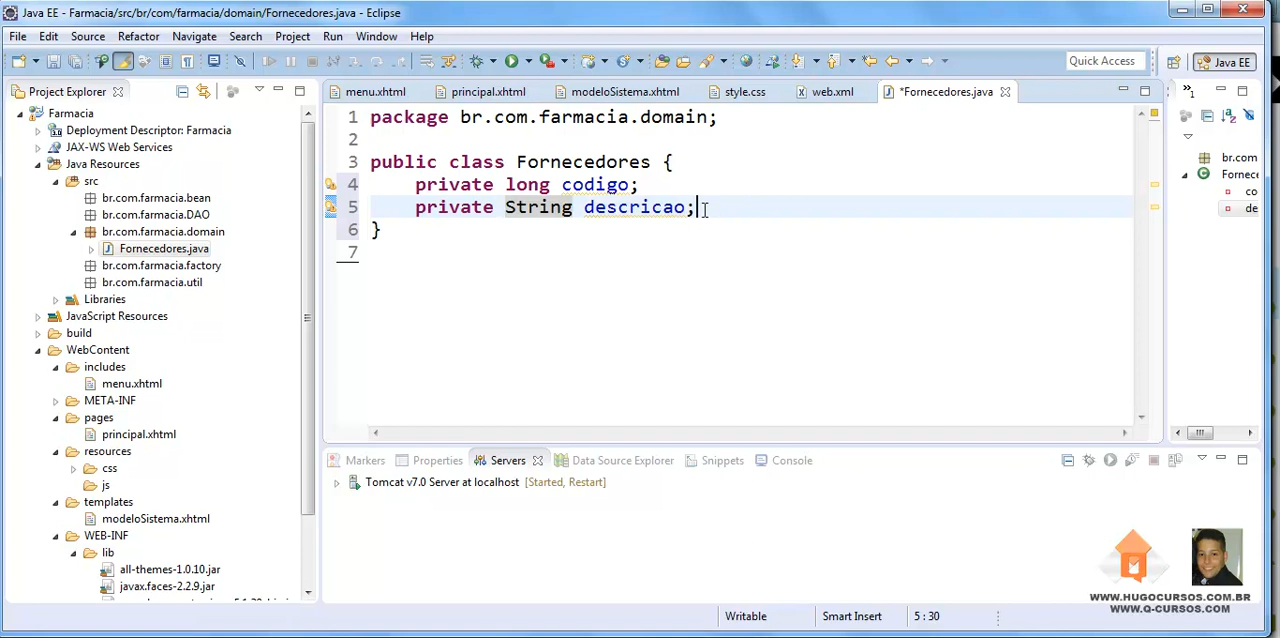 Java EE - Farmacia/src/br/com/farmacia/domain/Fornecedores.java - Eclipse
File Edit Source Refactor Navigate Search Project Run Window Help
Quick Access
Java EE
Project Explorer
Farmacia
Deployment Descriptor: Farmacia
JAX-WS Web Services
Java Resources
src
br.com.farmacia.bean
br.com.farmacia.DAO
br.com.farmacia.domain
Fornecedores.java
br.com.farmacia.factory
br.com.farmacia.util
Libraries
JavaScript Resources
build
WebContent
includes
menu.xhtml
META-INF
pages
principal.xhtml
resources
css
js
templates
modeloSistema.xhtml
WEB-INF
lib
all-themes-1.0.10.jar
javax.faces-2.2.9.jar
menu.xhtml principal.xhtml modeloSistema.xhtml style.css web.xml *Fornecedores.java
1 package br.com.farmacia.domain;
2
3 public class Fornecedores {
4 private long codigo;
5 private String descricao;
6 }
7
br.com
Fornece
co
de
Markers Properties Servers Data Source Explorer Snippets Console
Tomcat v7.0 Server at localhost [Started, Restart]
WWW.HUGOCURSOS.COM.BR
WWW.Q-CURSOS.COM
Writable Smart Insert 5 : 30